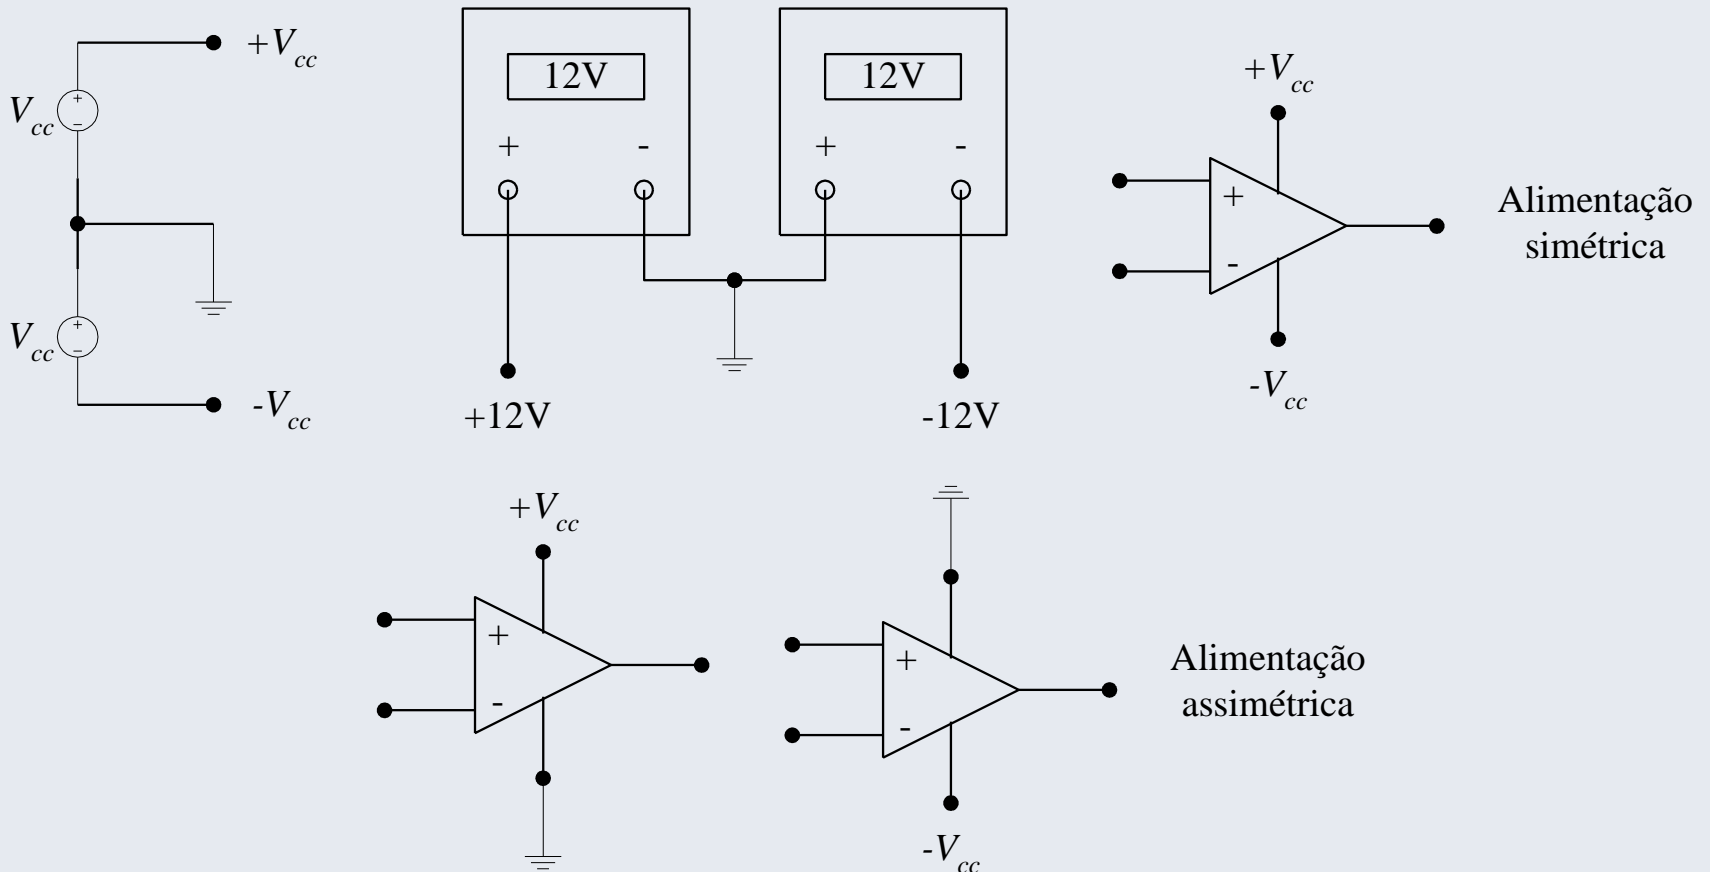 +Vcc
Vcc
+ -
Vcc
+ -
-Vcc
12V
+ -
12V
+ -
+12V
-12V
+Vcc
+
-
-Vcc
Alimentação
simétrica
+Vcc
+
-
+
-
-Vcc
Alimentação
assimétrica